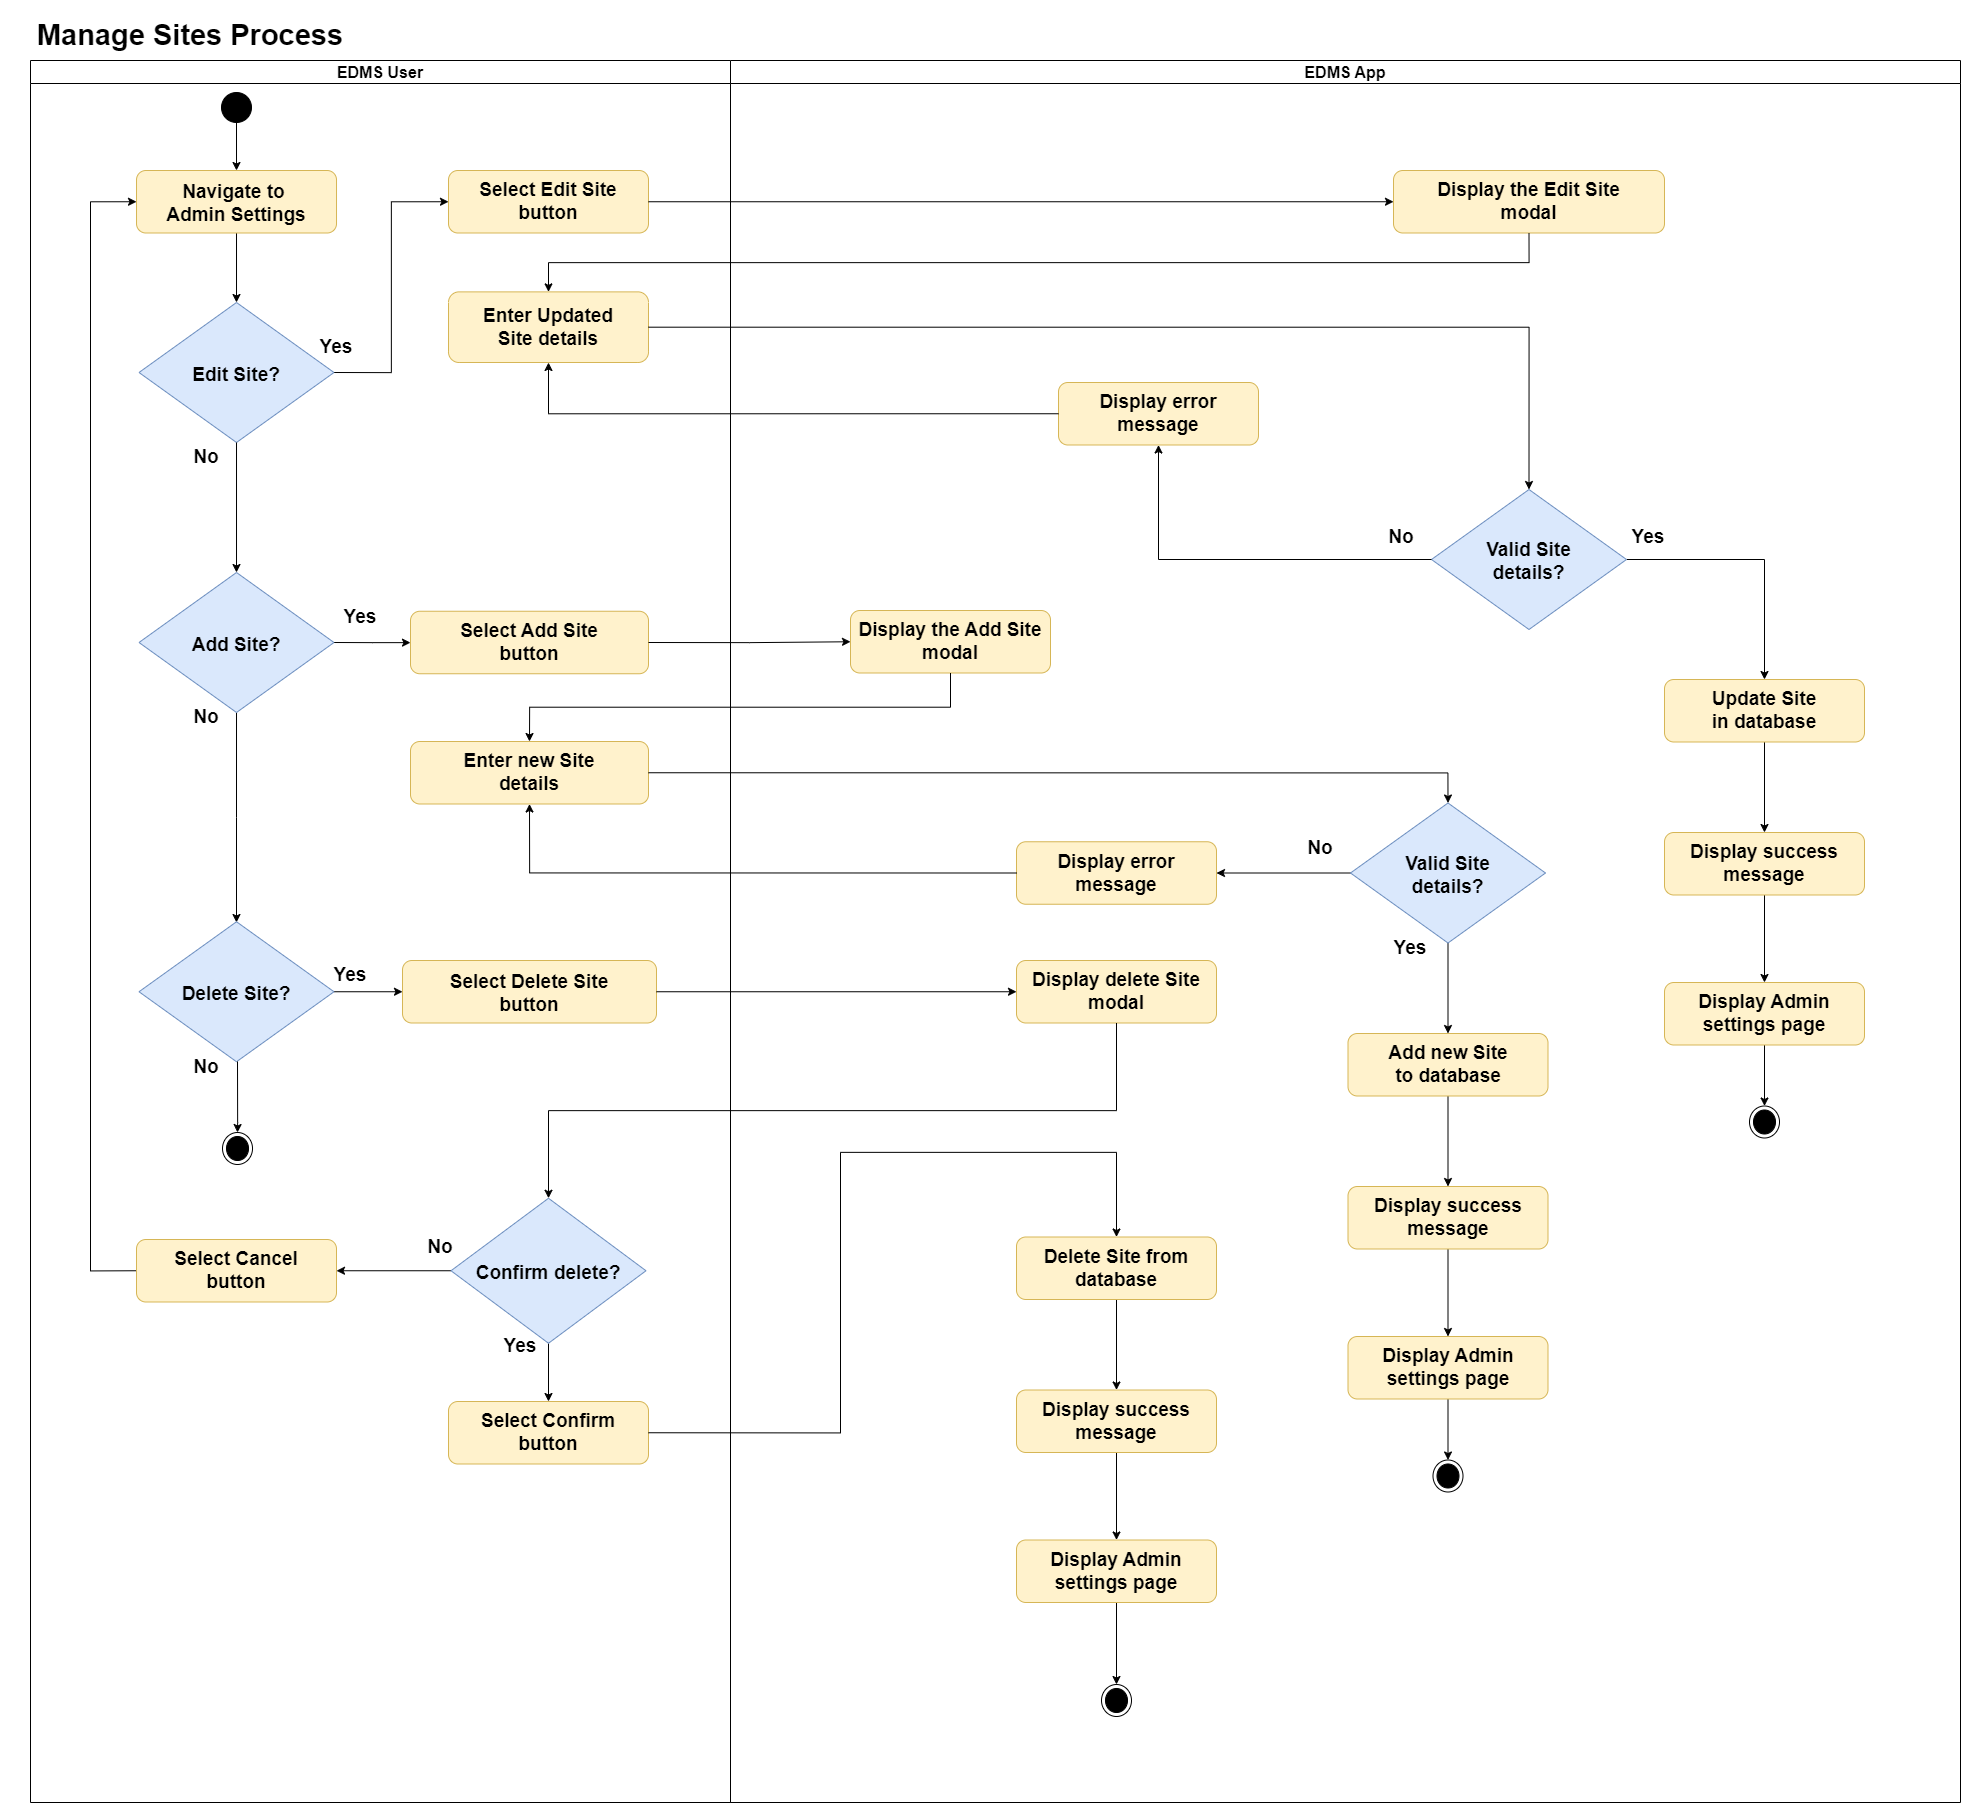 Manage Sites Process
EDMS User
EDMS App
Navigate to
Admin Settings
Select Edit Site
button
Display the Edit Site
modal
Enter Updated
Site details
Yes
Edit Site?
Display error
message
No
No
Valid Site
details?
Yes
Add Site?
Yes
Select Add Site
button
Display the Add Site
modal
No
Update Site
in database
Enter new Site
details
Display error
message
No
Valid Site
details?
Display success
message
Yes
Delete Site?
Yes
Select Delete Site
button
Display delete Site
modal
Display Admin
settings page
No
Add new Site
to database
Display success
message
Select Cancel
button
No
Confirm delete?
Delete Site from
database
Yes
Display Admin
settings page
Select Confirm
button
Display success
message
Display Admin
settings page